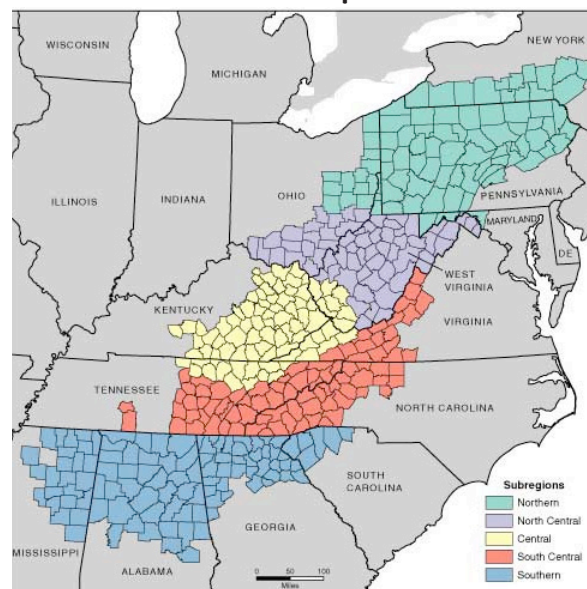 WISCONSIN
MICHIGAN
NEW YORK
ILLINOIS
INDIANA
OHIO
PENNSYLVANIA
MARYLAND
DE
WEST
VIRGINIA
KENTUCKY
VIRGINIA
TENNESSEE
NORTH CAROLINA
SOUTH
CAROLINA
GEORGIA
MISSISSIPPI
ALABAMA
0 50 100
Miles
Subregions
Northern
North Central
Central
South Central
Southern